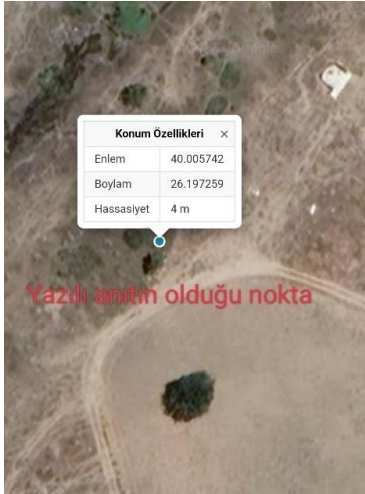 Konum Özellikleri ×
Enlem 40.005742
Boylam 26.197259
Hassasiyet 4 m
Yazılı anıtın olduğu nokta